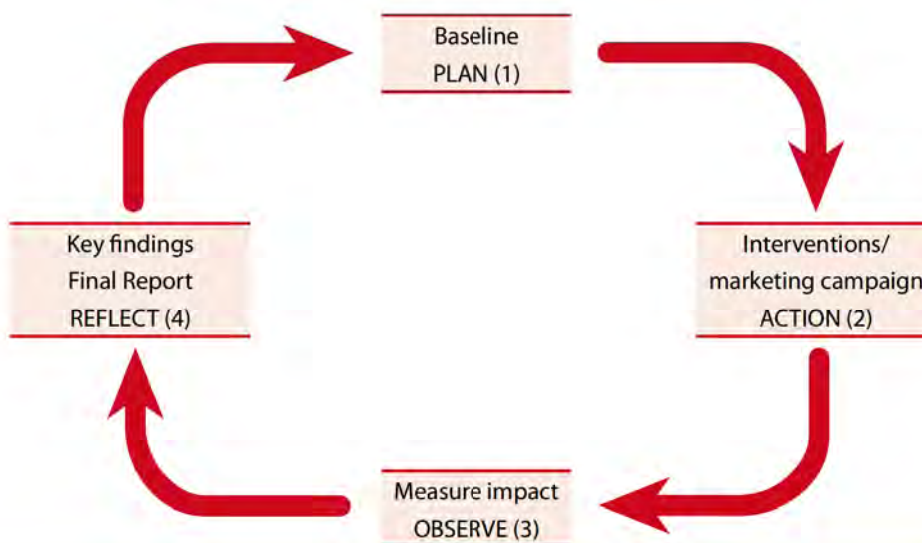 Baseline
PLAN (1)
Interventions/
marketing campaign
ACTION (2)
Measure impact
OBSERVE (3)
Key findings
Final Report
REFLECT (4)